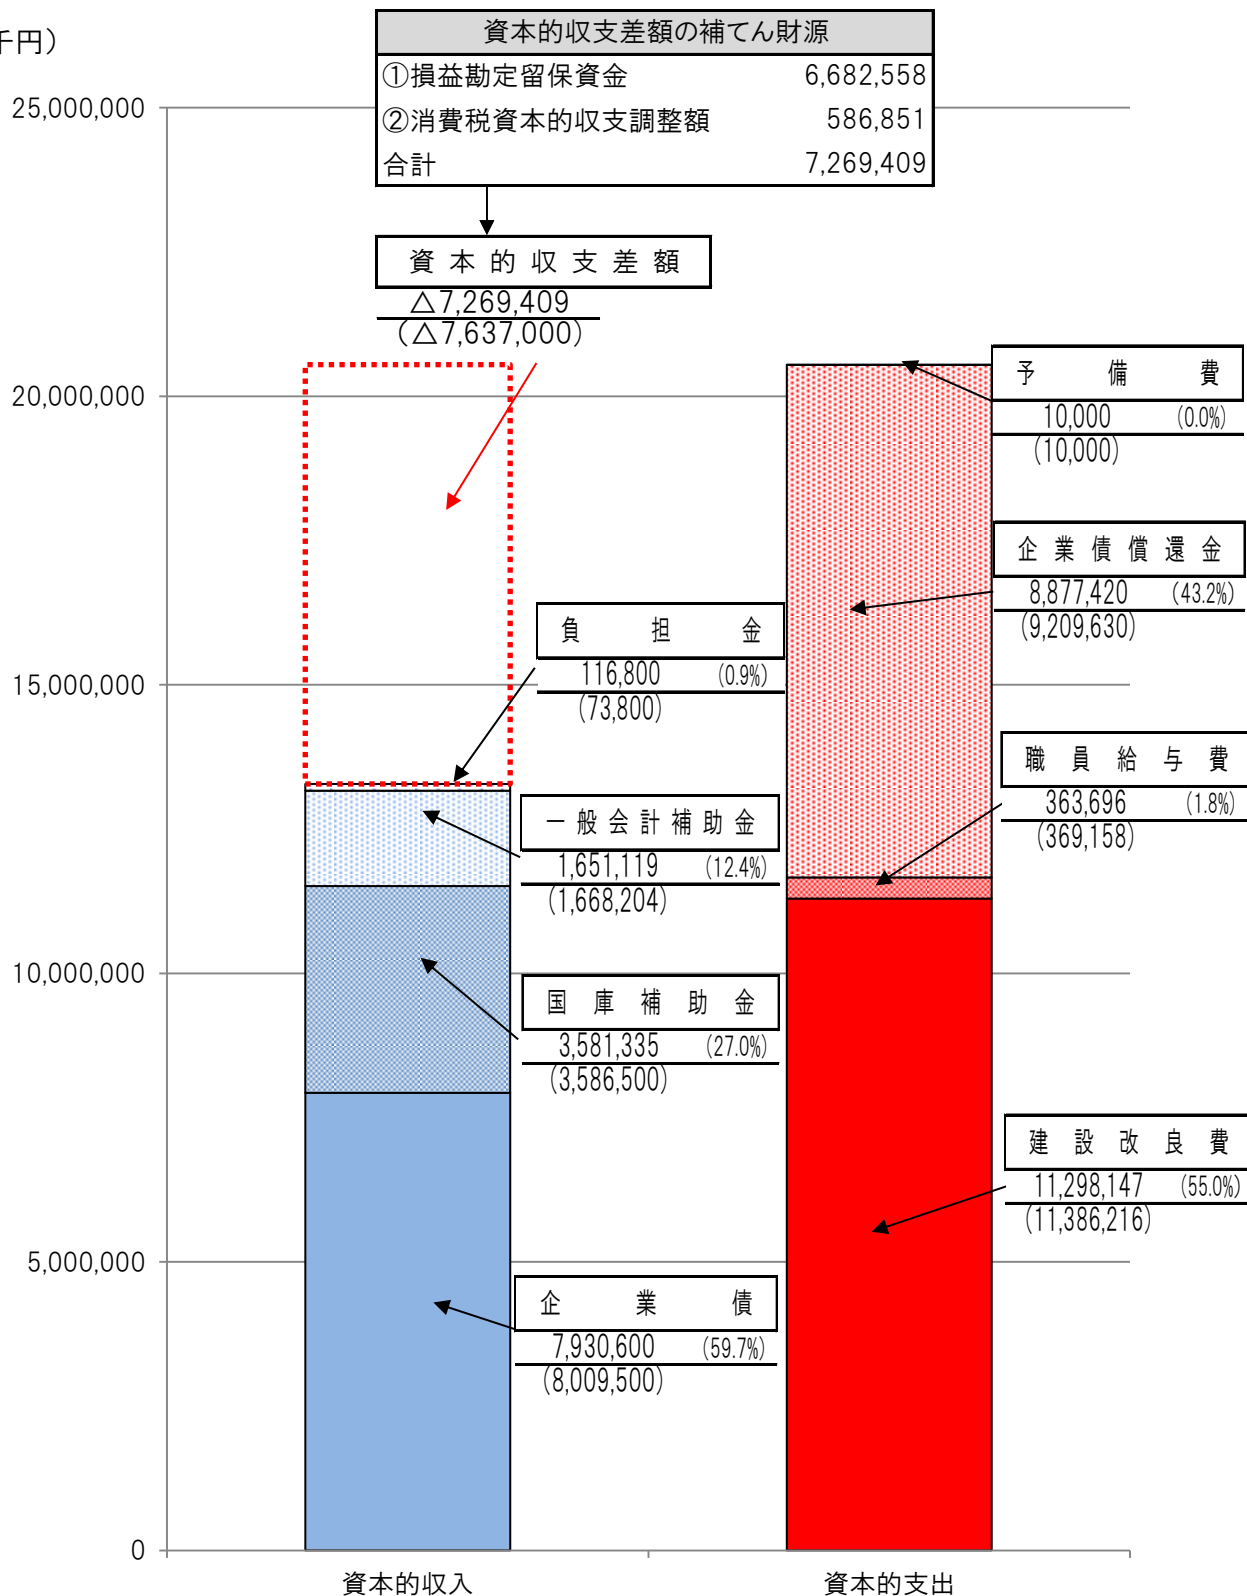 千円）
資本的収支差額の補てん財源
①損益勘定留保資金 6,682,558
②消費税資本的収支調整額 586,851
合計 7,269,409
資本的収支差額
△7,269,409
(△7,637,000)
25,000,000
20,000,000
15,000,000
10,000,000
5,000,000
0
負担金
116,800 (0.9%)
(73,800)
一般会計補助金
1,651,119 (12.4%)
(1,668,204)
国庫補助金
3,581,335 (27.0%)
(3,586,500)
企業債
7,930,600 (59.7%)
(8,009,500)
予備費
10,000 (0.0%)
(10,000)
企業債償還金
8,877,420 (43.2%)
(9,209,630)
職員給与費
363,696 (1.8%)
(369,158)
建設改良費
11,298,147 (55.0%)
(11,386,216)
資本的収入
資本的支出